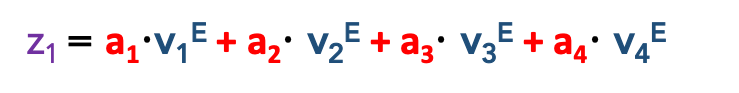 z₁ = a₁·v₁ᴱ + a₂· v₂ᴱ + a₃· v₃ᴱ + a₄· v₄ᴱ